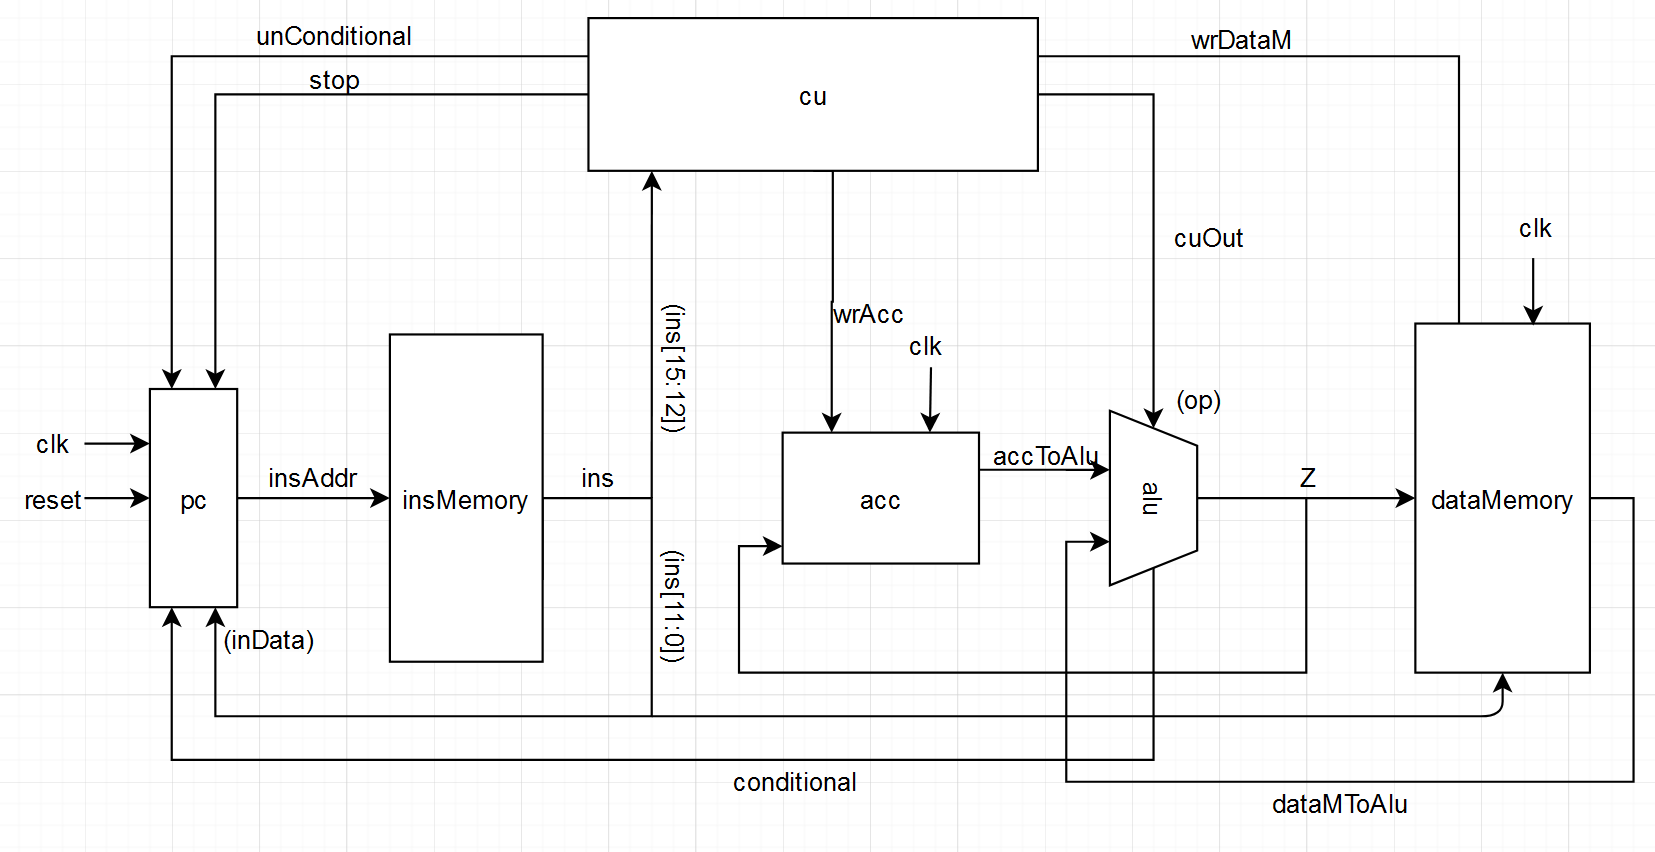 unConditional
wrDataM
stop
cu
clk
cuOut
wrAcc
(ins[15:12])
clk
(op)
clk
accToAlu
insAddr
ins
Z
reset
pc
insMemory
acc
alu
dataMemory
(ins[11:0])
(inData)
conditional
dataMToAlu